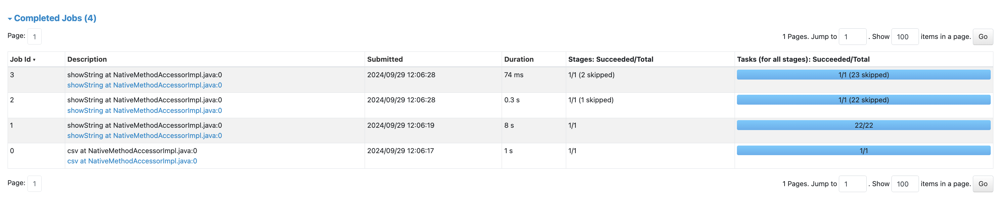 Completed Jobs (4)
Page: 1
1 Pages. Jump to 1 . Show 100 items in a page. Go
Job Id ▾ Description Submitted Duration Stages: Succeeded/Total Tasks (for all stages): Succeeded/Total
3 showString at NativeMethodAccessorImpl.java:0 2024/09/29 12:06:28 74 ms 1/1 (2 skipped) 1/1 (23 skipped)
showString at NativeMethodAccessorImpl.java:0
2 showString at NativeMethodAccessorImpl.java:0 2024/09/29 12:06:28 0.3 s 1/1 (1 skipped) 1/1 (22 skipped)
showString at NativeMethodAccessorImpl.java:0
1 showString at NativeMethodAccessorImpl.java:0 2024/09/29 12:06:19 8 s 1/1 22/22
showString at NativeMethodAccessorImpl.java:0
0 csv at NativeMethodAccessorImpl.java:0 2024/09/29 12:06:17 1 s 1/1 1/1
csv at NativeMethodAccessorImpl.java:0
Page: 1
1 Pages. Jump to 1 . Show 100 items in a page. Go